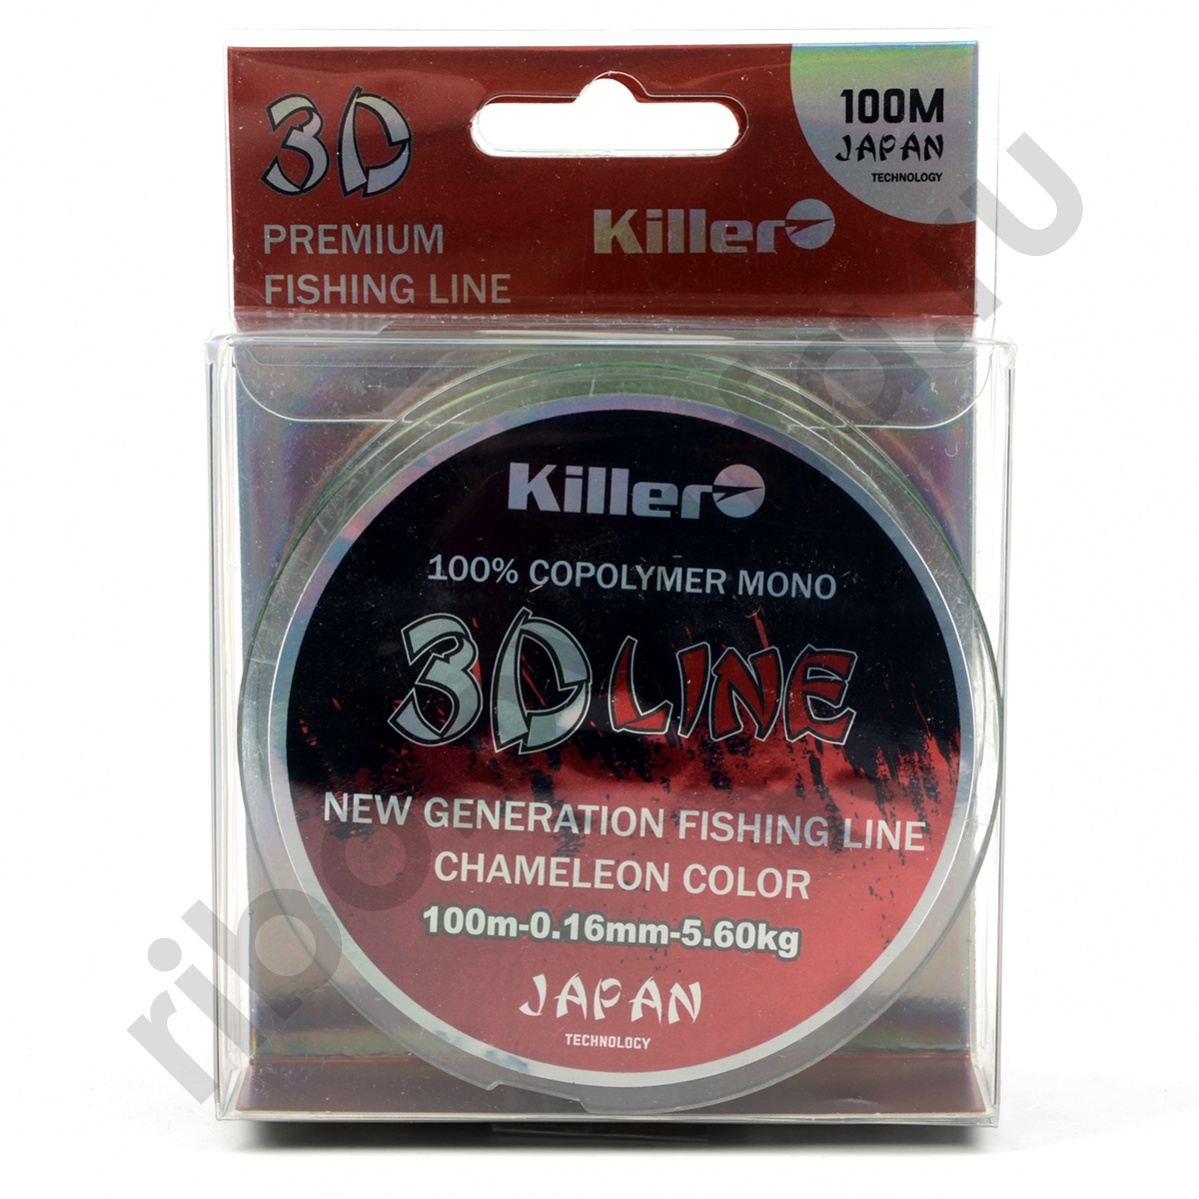 3D
PREMIUM
FISHING LINE
Killer
100M
JAPAN
TECHNOLOGY
Killer
100% COPOLYMER MONO
3D LINE
NEW GENERATION FISHING LINE
CHAMELEON COLOR
100m-0.16mm-5.60kg
JAPAN
TECHNOLOGY